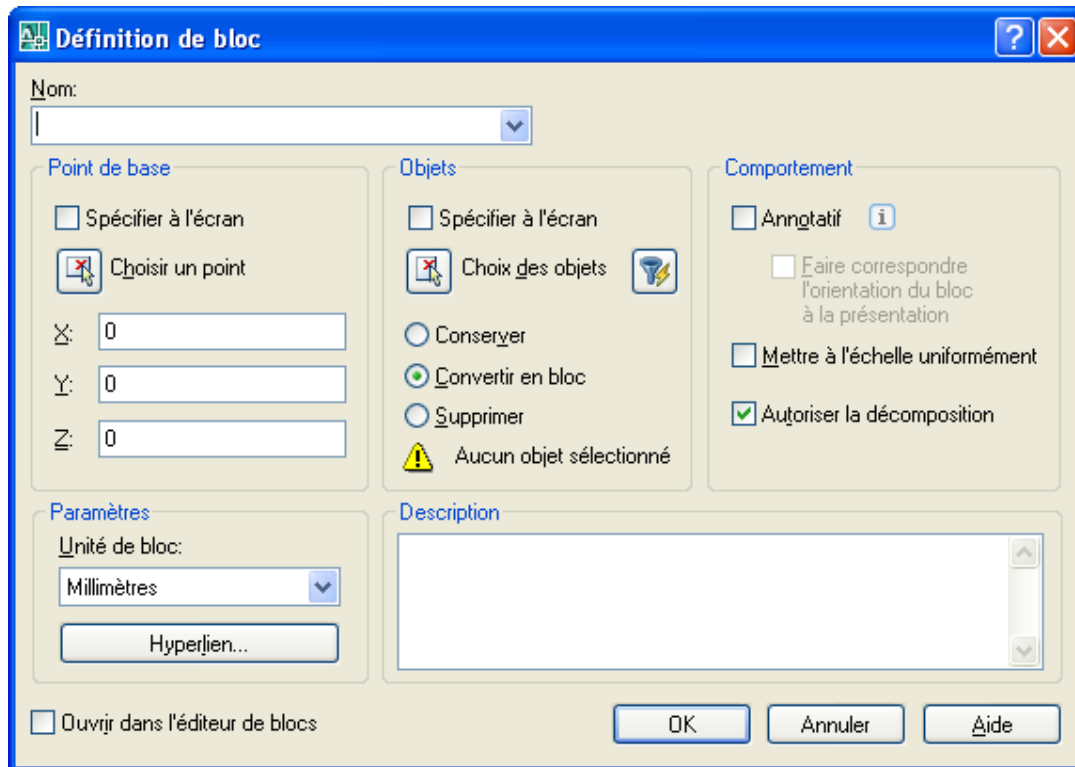 Définition de bloc
Nom:
Point de base
Spécifier à l'écran
Choisir un point
X: 0
Y: 0
Z: 0
Objets
Spécifier à l'écran
Choix des objets
Conserver
Convertir en bloc
Supprimer
Aucun objet sélectionné
Comportement
Annotatif
Faire correspondre
l'orientation du bloc
à la présentation
Mettre à l'échelle uniformément
Autoriser la décomposition
Paramètres
Unité de bloc:
Millimètres
Hyperlien...
Description
Ouvrir dans l'éditeur de blocs
OK
Annuler
Aide